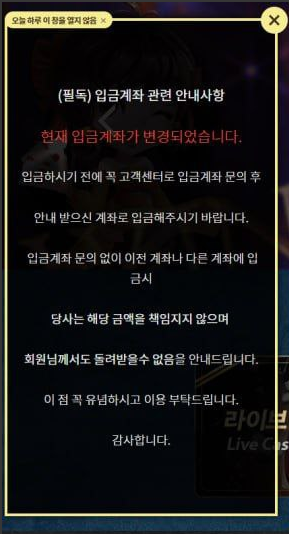 오늘 하루 이 창을 열지 않음 ×
(필독) 입금계좌 관련 안내사항
현재 입금계좌가 변경되었습니다.
입금하시기 전에 꼭 고객센터로 입금계좌 문의 후
안내 받으신 계좌로 입금해주시기 바랍니다.
입금계좌 문의 없이 이전 계좌나 다른 계좌에 입
금시
당사는 해당 금액을 책임지지 않으며
회원님께서도 돌려받을수 없음을 안내드립니다.
이 점 꼭 유념하시고 이용 부탁드립니다.
라이브
Live Cas
감사합니다.